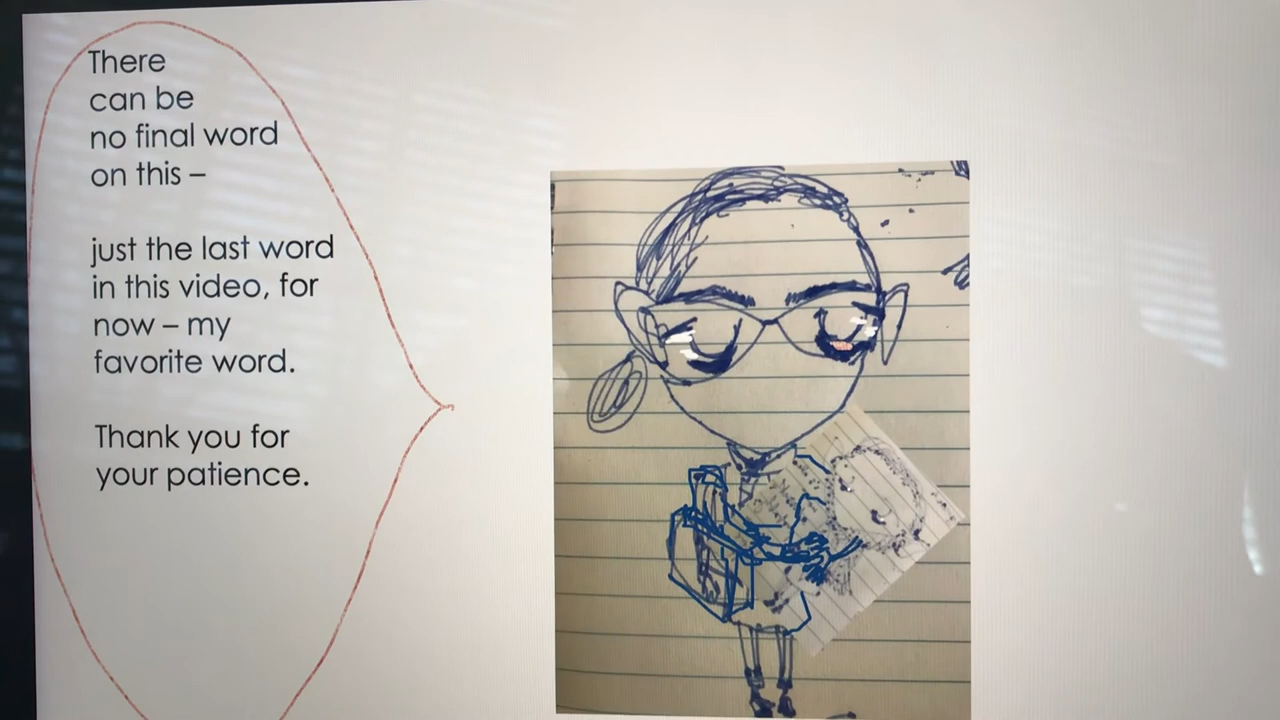 There
can be
no final word
on this –
just the last word
in this video, for
now – my
favorite word.
Thank you for
your patience.